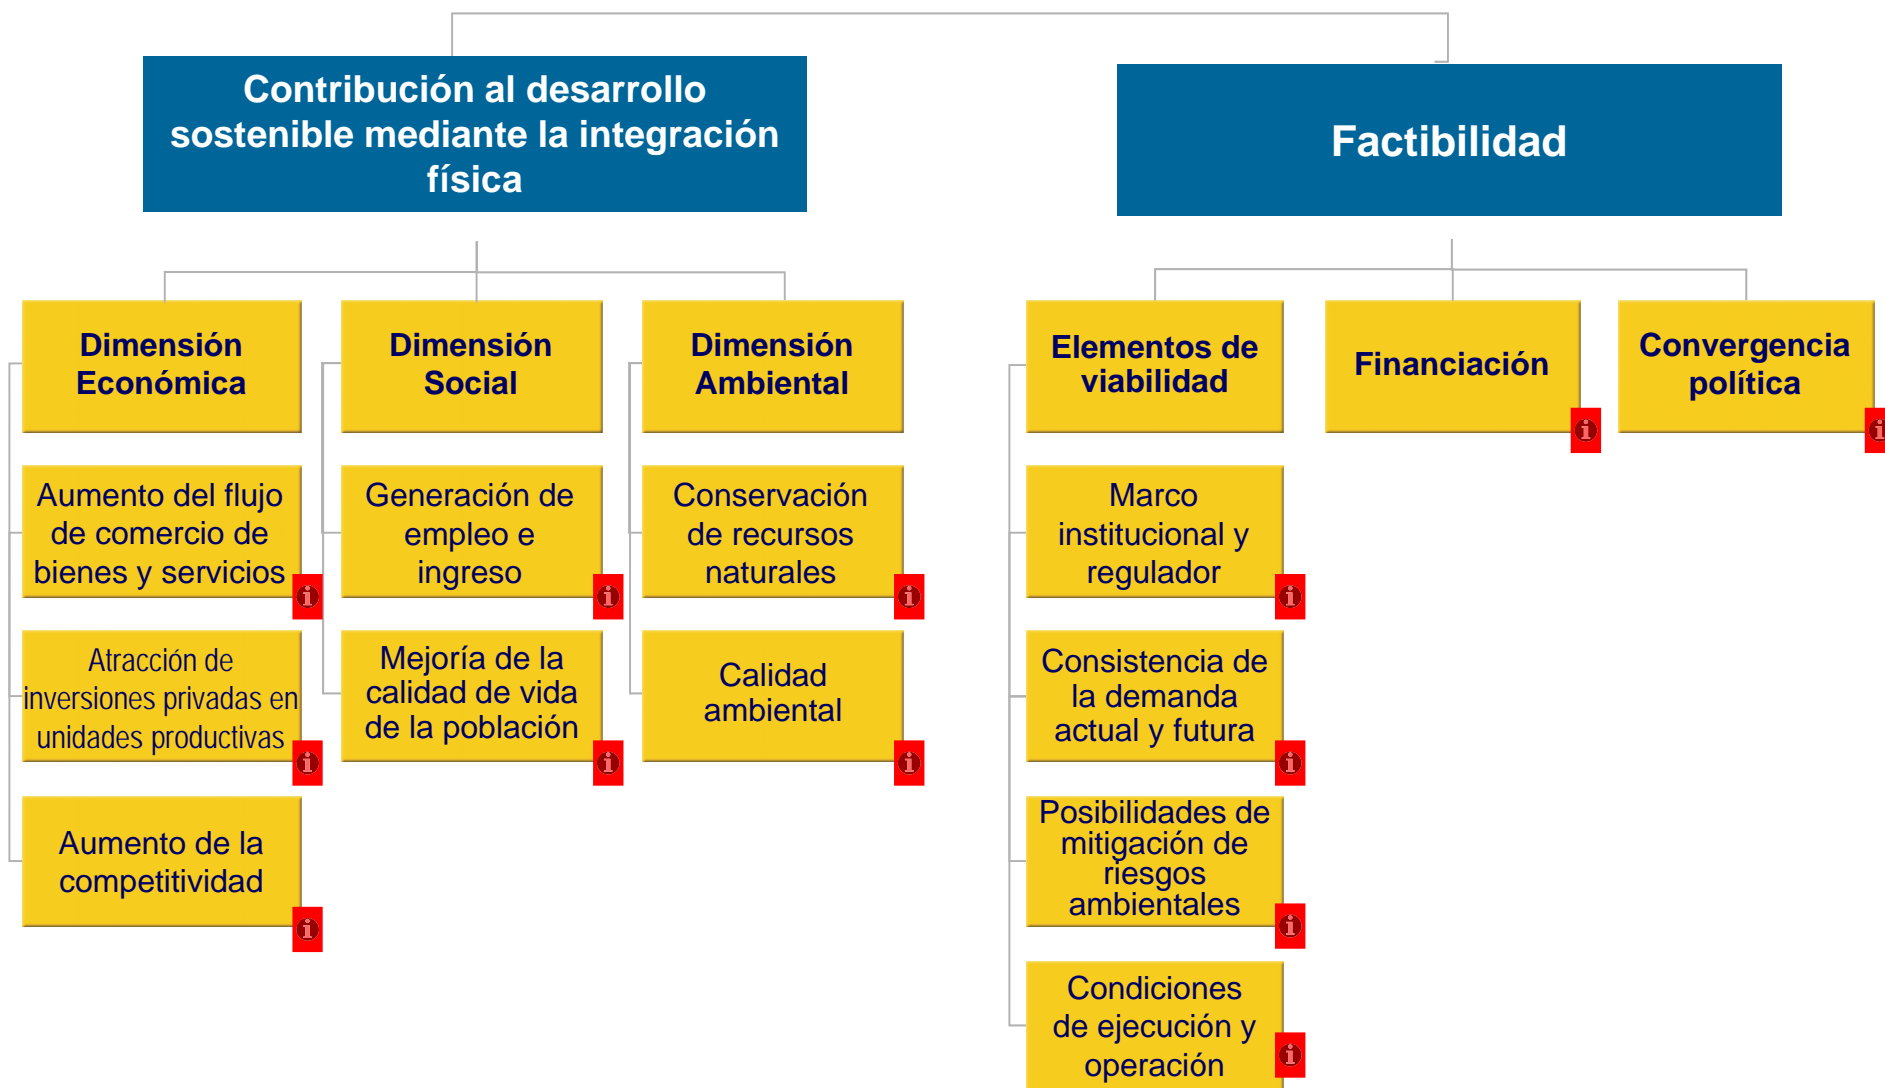 Contribución al desarrollo
sostenible mediante la integración
física
Factibilidad
Dimensión
Económica
Dimensión
Social
Dimensión
Ambiental
Elementos de
viabilidad
Financiación
i
Convergencia
política
i
Aumento del flujo
de comercio de
bienes y servicios
i
Generación de
empleo e
ingreso
i
Conservación
de recursos
naturales
i
Marco
institucional y
regulador
i
Atracción de
inversiones privadas en
unidades productivas
i
Mejoría de la
calidad de vida
de la población
i
Calidad
ambiental
i
Consistencia de
la demanda
actual y futura
i
Aumento de la
competitividad
i
Posibilidades de
mitigación de
riesgos
ambientales
i
Condiciones
de ejecución y
operación
i